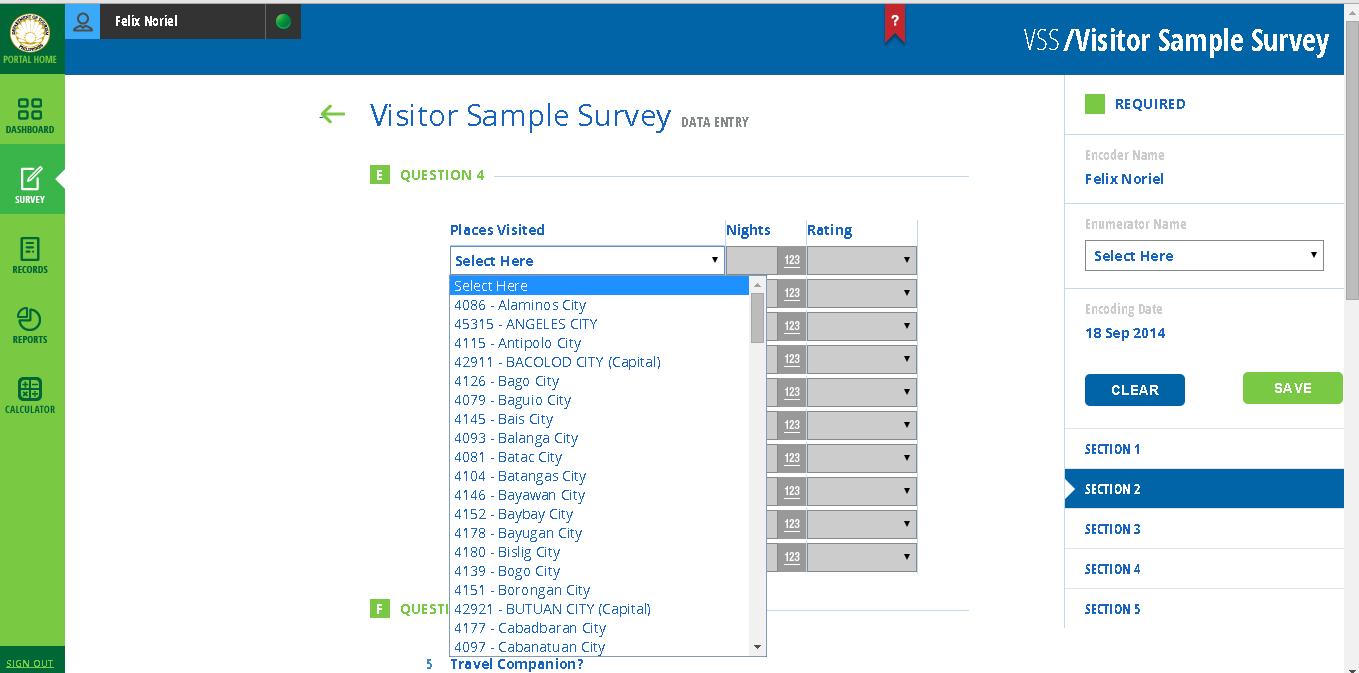 PORTAL HOME
Felix Noriel
?
VSS /Visitor Sample Survey
DASHBOARD
SURVEY
RECORDS
REPORTS
CALCULATOR
SIGN OUT
Visitor Sample Survey DATA ENTRY
E QUESTION 4
Places Visited Nights Rating
Select Here 123
Select Here
4086 - Alaminos City 123
45315 - ANGELES CITY 123
4115 - Antipolo City
42911 - BACOLOD CITY (Capital) 123
4126 - Bago City 123
4079 - Baguio City
4145 - Bais City 123
4093 - Balanga City
4081 - Batac City 123
4104 - Batangas City
4146 - Bayawan City 123
4152 - Baybay City 123
4178 - Bayugan City
4180 - Bislig City 123
4139 - Bogo City
4151 - Borongan City
F QUESTI 42921 - BUTUAN CITY (Capital)
4177 - Cabadbaran City
4097 - Cabanatuan City
5 Travel Companion?
REQUIRED
Encoder Name
Felix Noriel
Enumerator Name
Select Here
Encoding Date
18 Sep 2014
CLEAR SAVE
SECTION 1
SECTION 2
SECTION 3
SECTION 4
SECTION 5